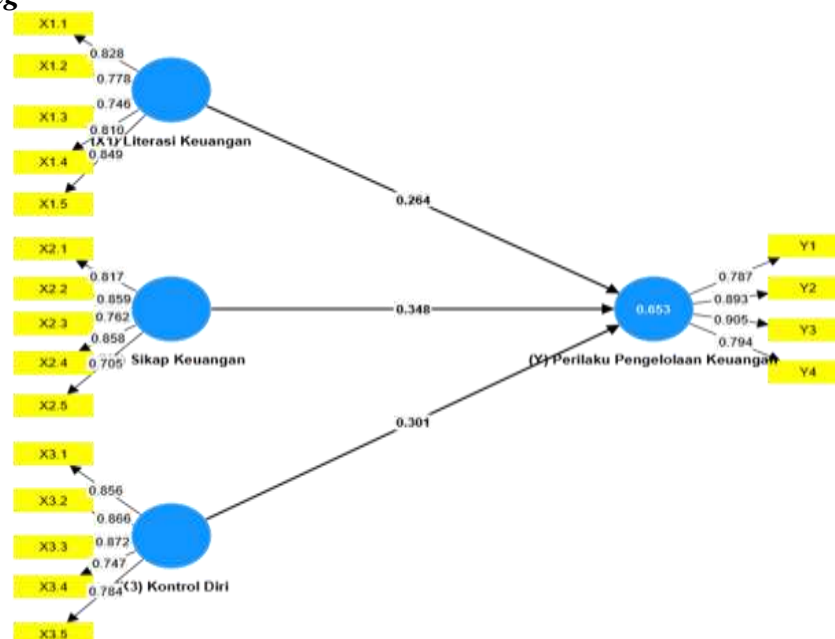 X1.1
0.828
X1.2
0.778
0.746
X1.3
0.810
(X1) Literasi Keuangan
0.849
X1.4
X1.5
0.264
X2.1
0.817
X2.2
0.859
0.762
X2.3
0.858
X2.4
0.705
Sikap Keuangan
X2.5
0.348
Y1
0.787
Y2
0.893
0.905
Y3
0.794
Y4
0.653
(Y) Perilaku Pengelolaan Keuangan
0.301
X3.1
0.856
X3.2
0.866
0.872
X3.3
0.747
X3.4
0.784
(X3) Kontrol Diri
X3.5